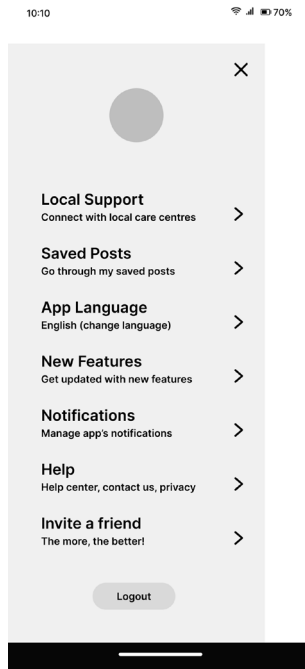 10:10 70%
Local Support
Connect with local care centres
Saved Posts
Go through my saved posts
App Language
English (change language)
New Features
Get updated with new features
Notifications
Manage app's notifications
Help
Help center, contact us, privacy
Invite a friend
The more, the better!
Logout